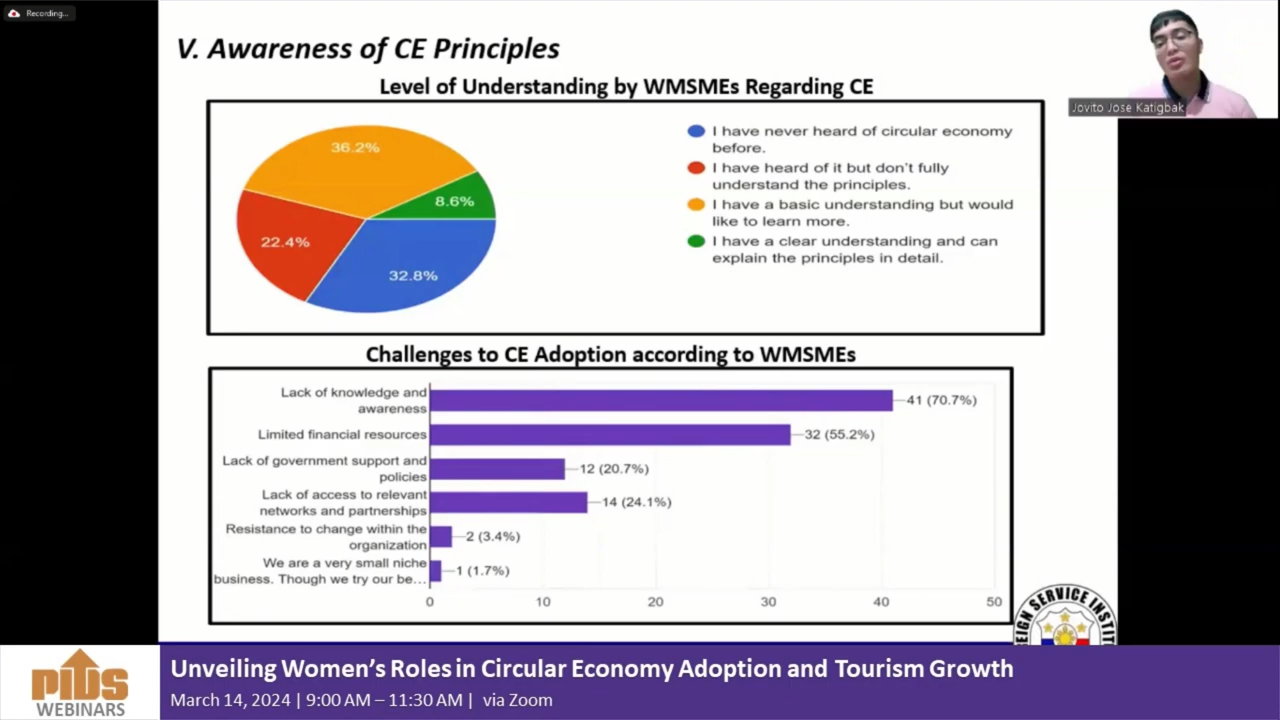 Recording...
V. Awareness of CE Principles
Jovito Jose Katigbak
Level of Understanding by WMSMEs Regarding CE
36.2%
8.6%
22.4%
32.8%
I have never heard of circular economy
before.
I have heard of it but don't fully
understand the principles.
I have a basic understanding but would
like to learn more.
I have a clear understanding and can
explain the principles in detail.
Challenges to CE Adoption according to WMSMEs
Lack of knowledge and
awareness
41 (70.7%)
Limited financial resources
32 (55.2%)
Lack of government support and
policies
12 (20.7%)
Lack of access to relevant
networks and partnerships
14 (24.1%)
Resistance to change within the
organization
2 (3.4%)
We are a very small niche
business. Though we try our be...
1 (1.7%)
0 10 20 30 40 50
EIGN SERVICE INSTIT
PIDS
WEBINARS
Unveiling Women's Roles in Circular Economy Adoption and Tourism Growth
March 14, 2024 | 9:00 AM – 11:30 AM | via Zoom